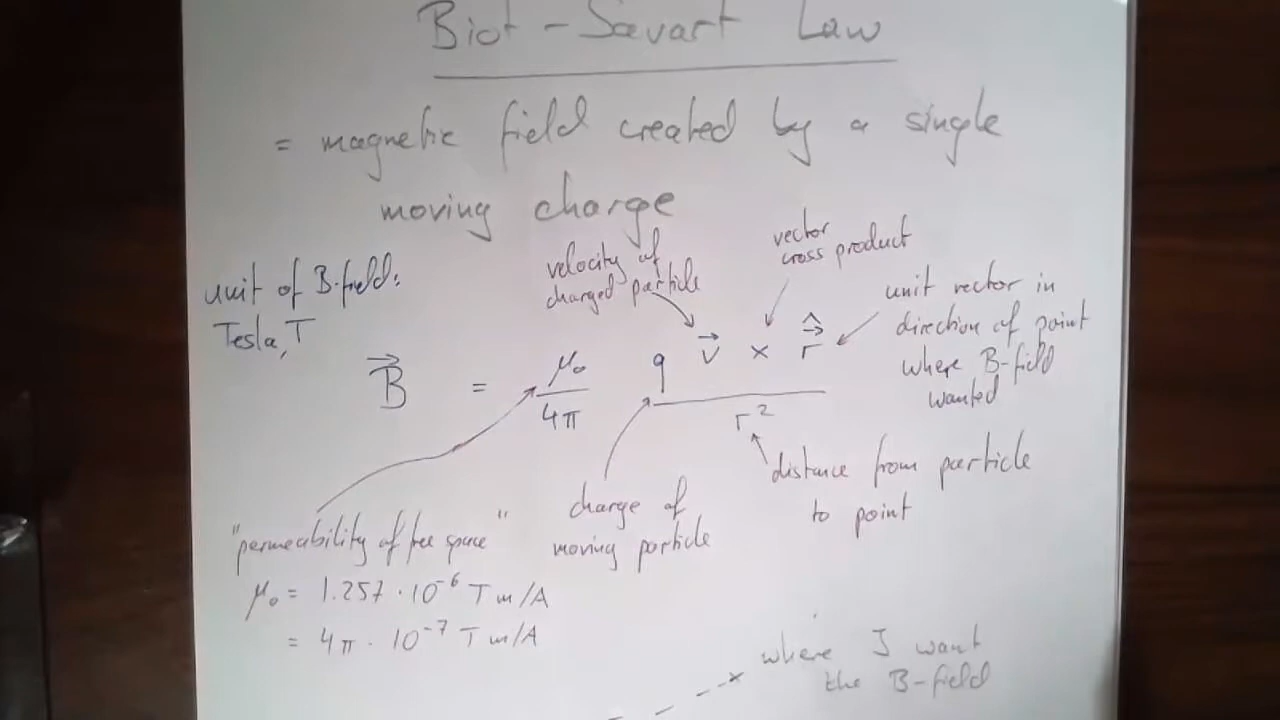 Biot - Savart Law
= magnetic field created by a single
moving charge
unit of B-field:
Tesla, T
velocity of
charged particle
vector
cross product
unit vector in
direction of point
where B-field
wanted
B⃗ = μ₀/4π q v⃗ × r̂⃗ / r²
distance from particle
to point
charge of
moving particle
"permeability of free space"
μ₀ = 1.257 · 10⁻⁶ T m/A
= 4π · 10⁻⁷ T m/A
where I want
the B-field